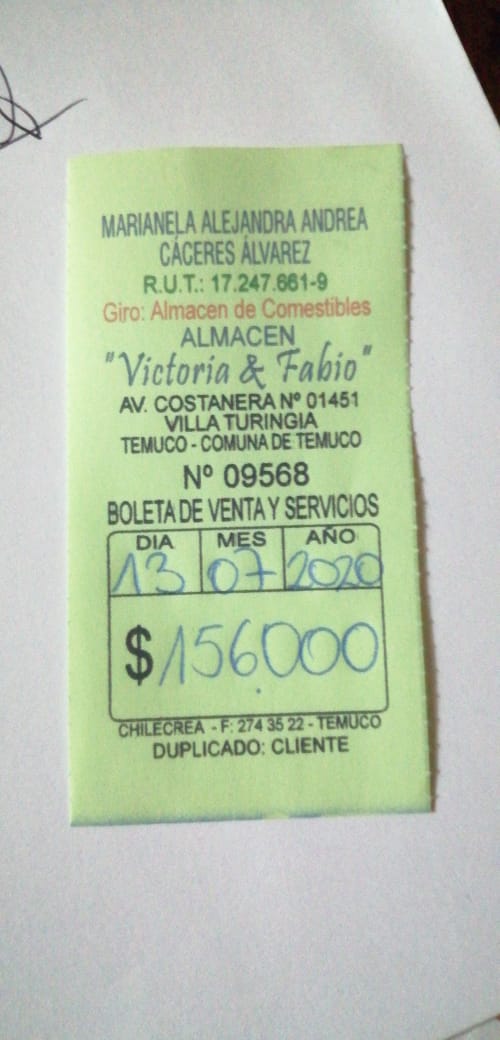 MARIANELA ALEJANDRA ANDREA
CÁCERES ÁLVAREZ
R.U.T.: 17.247.661-9
Giro: Almacen de Comestibles
ALMACEN
"Victoria & Fabio"
AV. COSTANERA Nº 01451
VILLA TURINGIA
TEMUCO - COMUNA DE TEMUCO
Nº 09568
BOLETA DE VENTA Y SERVICIOS
DIA MES AÑO
13 07 2020
$156.000
CHILECREA - F: 274 35 22 - TEMUCO
DUPLICADO: CLIENTE